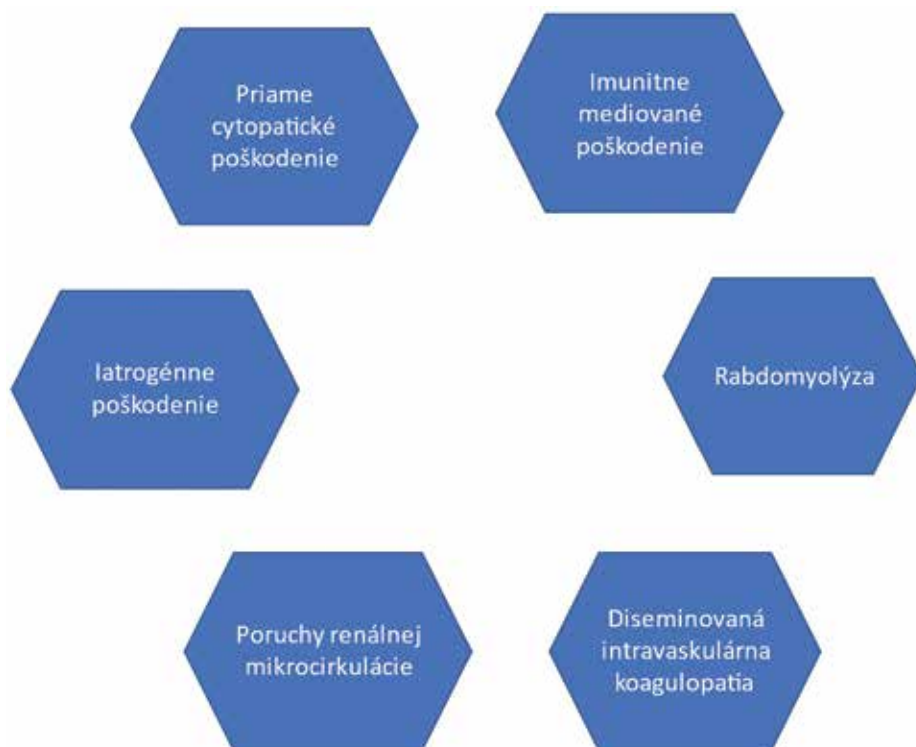 Priame
cytopatické
poškodenie
Imunitne
mediované
poškodenie
Iatrogénne
poškodenie
Rabdomyolýza
Poruchy renálnej
mikrocirkulácie
Diseminovaná
intravaskulárna
koagulopatia